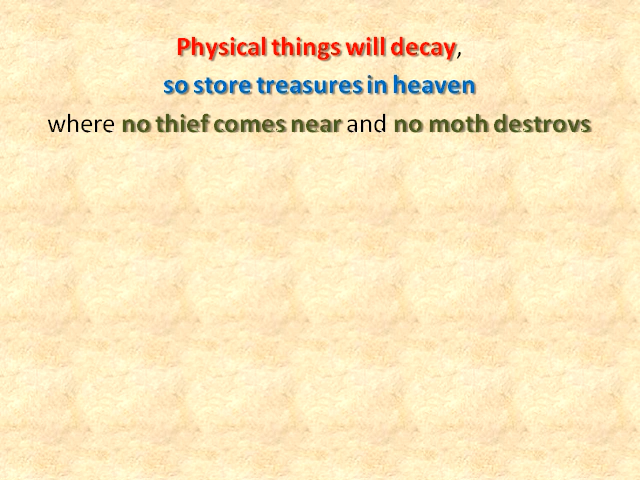 Physical things will decay,
so store treasures in heaven
where no thief comes near and no moth destroys